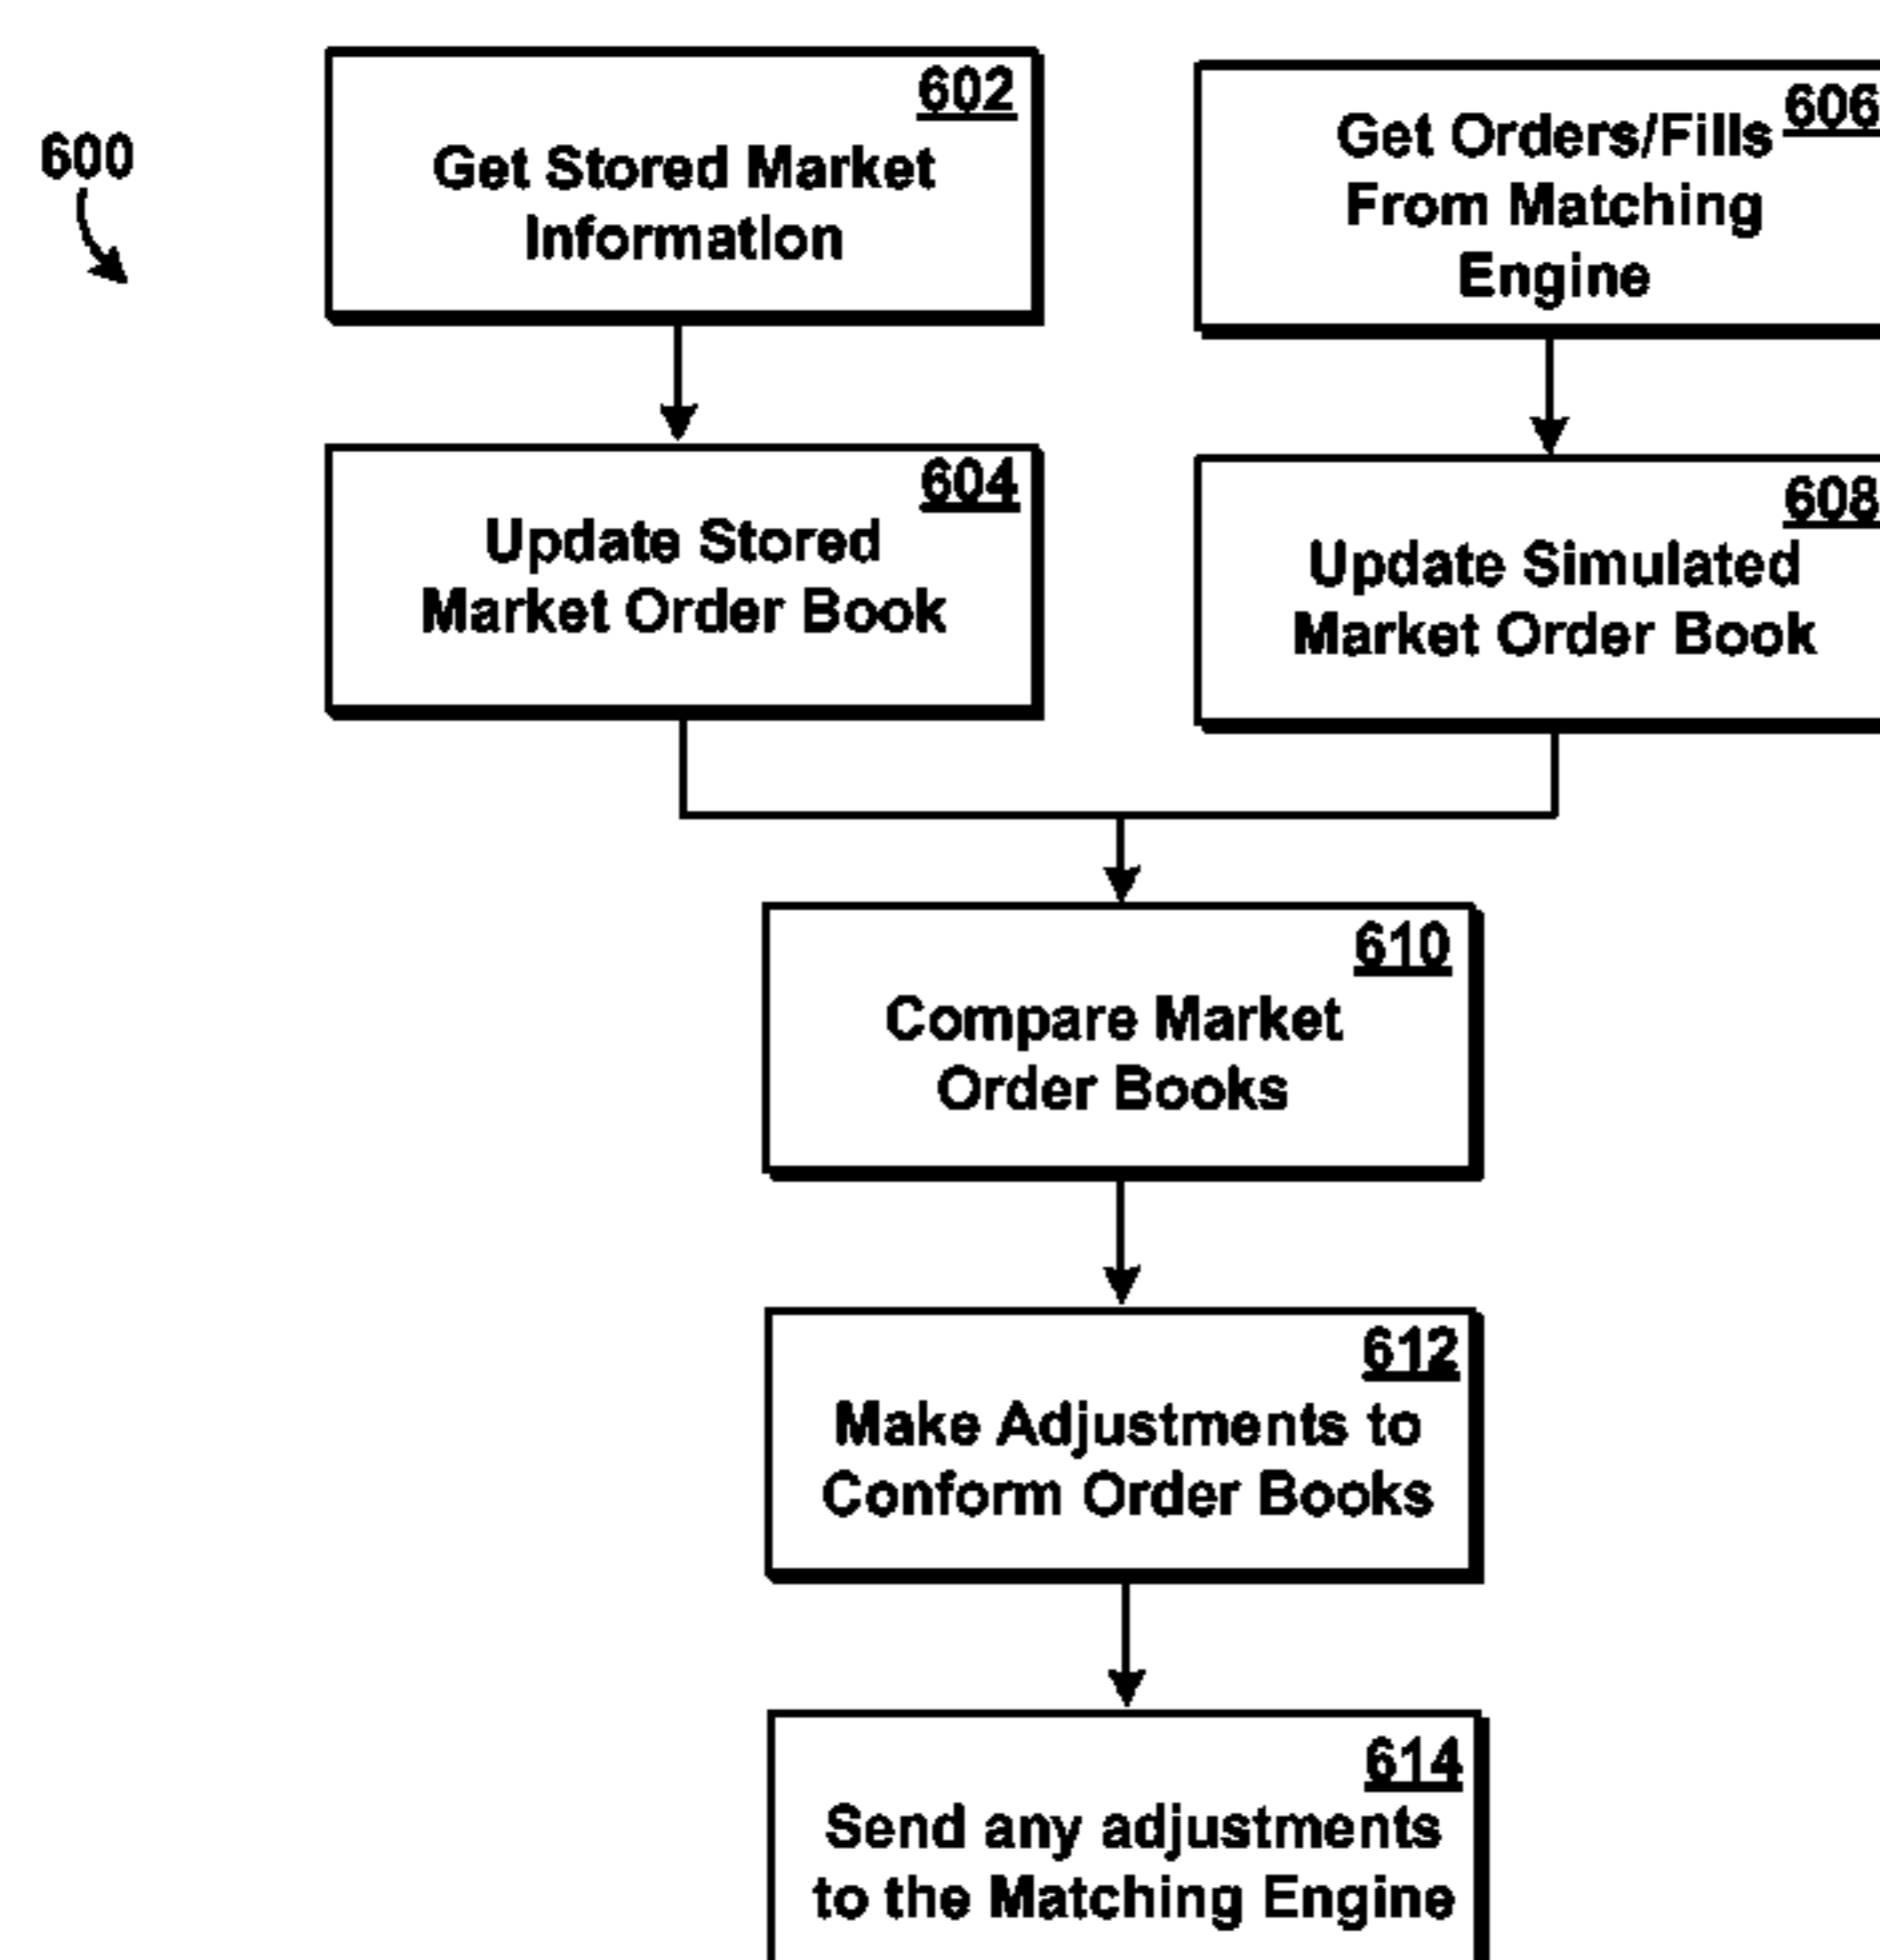 600
602
Get Stored Market
Information
606
Get Orders/Fills
From Matching
Engine
604
Update Stored
Market Order Book
608
Update Simulated
Market Order Book
610
Compare Market
Order Books
612
Make Adjustments to
Conform Order Books
614
Send any adjustments
to the Matching Engine